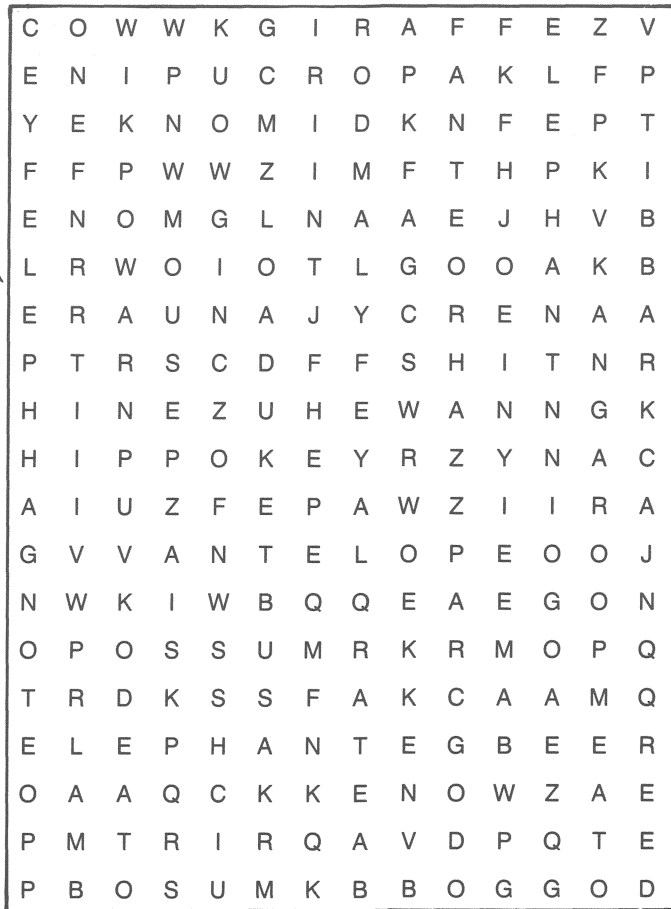 C O W W K G I R A F F E Z V
E N I P U C R O P A K L F P
Y E K N O M I D K N F E P T
F F P W W Z I M F T H P K I
E N O M G L N A A E J H V B
L R W O I O T L G O O A K B
E R A U N A J Y C R E N A A
P T R S C D F F S H I T N R
H I N E Z U H E W A N N G K
H I P P O K E Y R Z Y N A C
A I U Z F E P A W Z I I R A
G V V A N T E L O P E O O J
N W K I W B Q Q E A E G O N
O P O S S U M R K R M O P Q
T R D K S S F A K C A A M Q
E L E P H A N T E G B E E R
O A A Q C K K E N O W Z A E
P M T R I R Q A V D P Q T E
P B O S U M K B B O G G O D